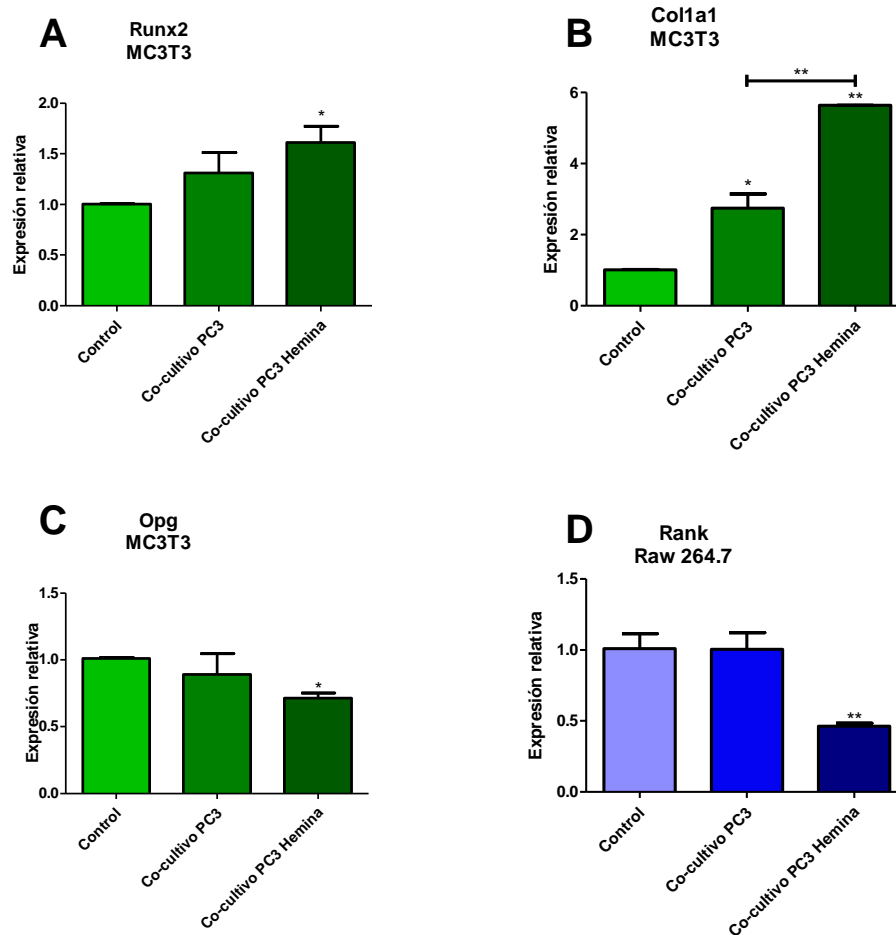 A
Runx2
MC3T3
Expresión relativa
2.0
1.5
1.0
0.5
0.0
*
Control
Co-cultivo PC3
Co-cultivo PC3 Hemina
B
Col1a1
MC3T3
Expresión relativa
6
4
2
0
*
**
**
Control
Co-cultivo PC3
Co-cultivo PC3 Hemina
C
Opg
MC3T3
Expresión relativa
1.5
1.0
0.5
0.0
*
Control
Co-cultivo PC3
Co-cultivo PC3 Hemina
D
Rank
Raw 264.7
Expresión relativa
1.5
1.0
0.5
0.0
**
Control
Co-cultivo PC3
Co-cultivo PC3 Hemina